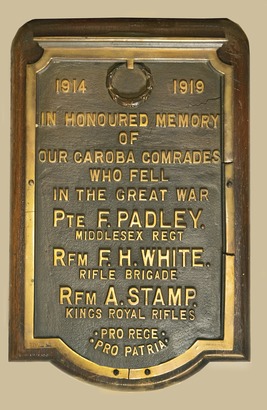 1914 1919
IN HONOURED MEMORY
OF
OUR CAROBA COMRADES
WHO FELL
IN THE GREAT WAR
PTE F. PADLEY.
MIDDLESEX REGT
RFM F. H. WHITE.
RIFLE BRIGADE
RFM A. STAMP.
KINGS ROYAL RIFLES
·PRO REGE·
·PRO PATRIA·